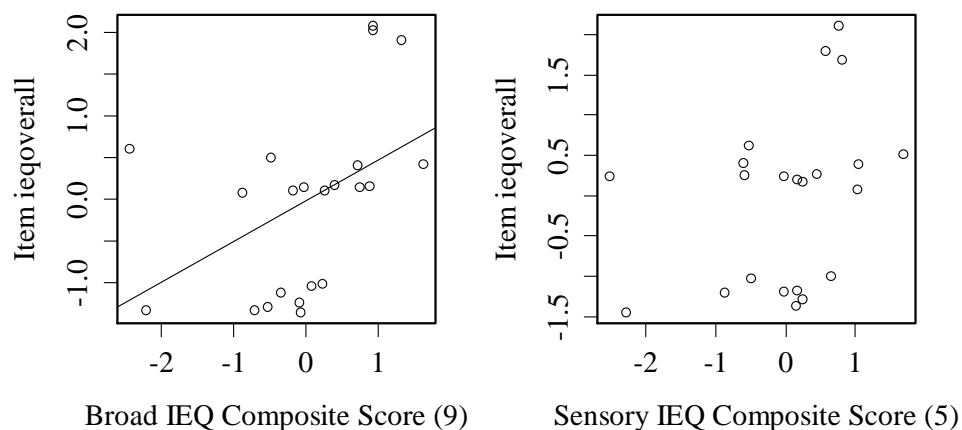 Item ieqoverall
2.0
1.0
0.0
-1.0
-2 -1 0 1
Broad IEQ Composite Score (9)
Item ieqoverall
1.5
0.5
-0.5
-1.5
-2 -1 0 1
Sensory IEQ Composite Score (5)